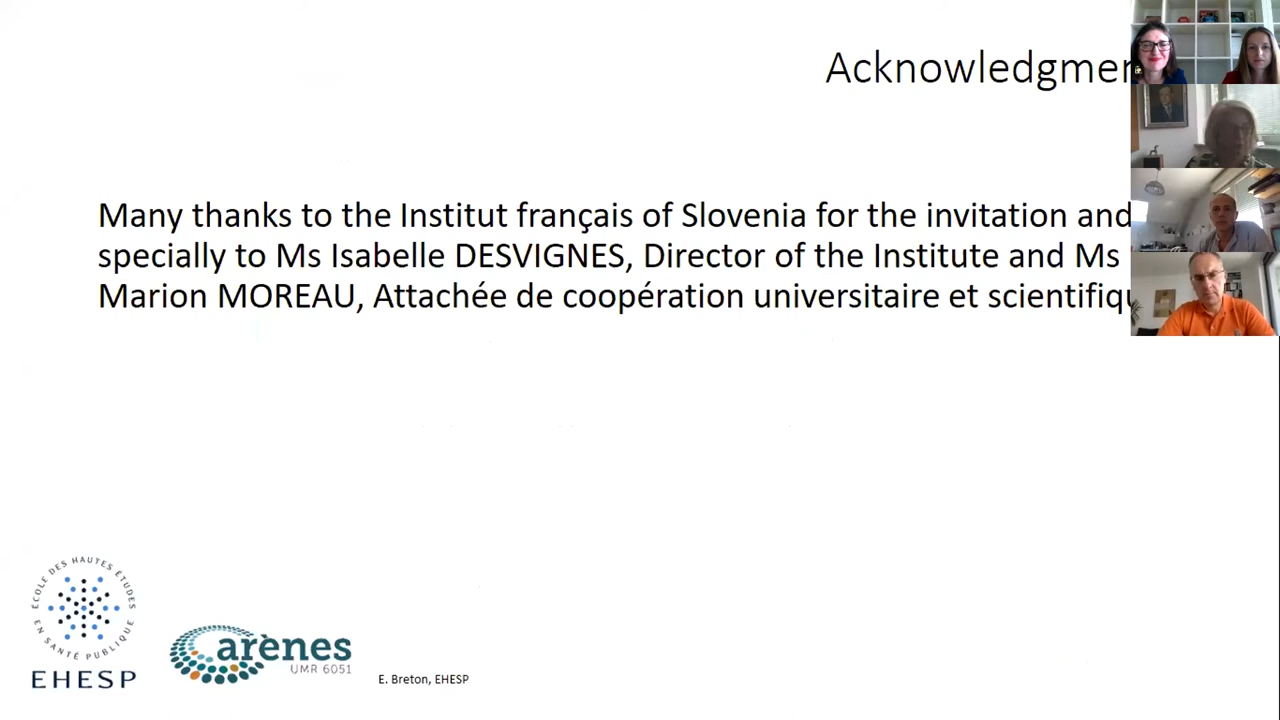 Acknowledgmen
Many thanks to the Institut français of Slovenia for the invitation and
specially to Ms Isabelle DESVIGNES, Director of the Institute and Ms
Marion MOREAU, Attachée de coopération universitaire et scientifiqu
ÉCOLE DES HAUTES ÉTUDES
EN SANTÉ PUBLIQUE
EHESP
arènes
UMR 6051
E. Breton, EHESP